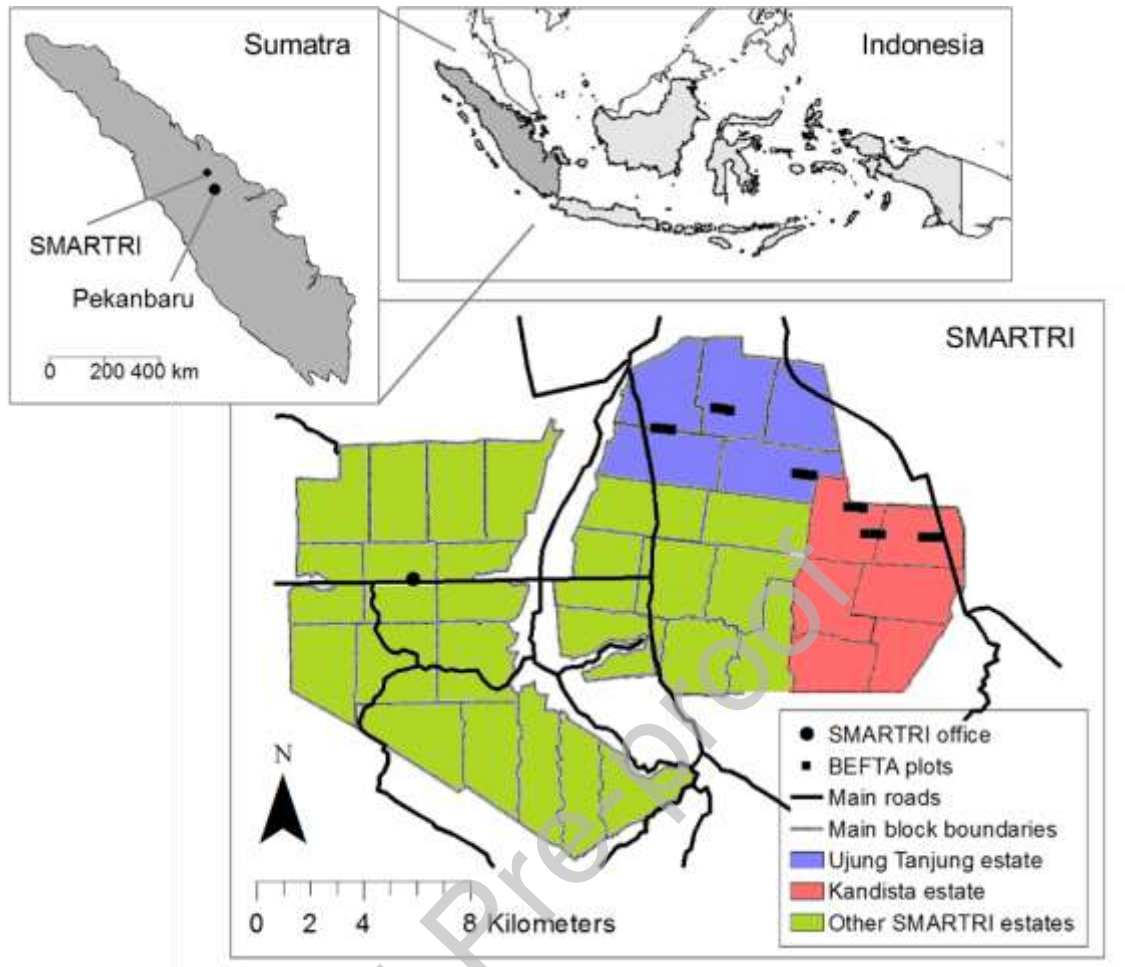 Sumatra
SMARTRI
Pekanbaru
0 200 400 km
Indonesia
SMARTRI
N
0 2 4 8 Kilometers
SMARTRI office
BEFTA plots
Main roads
Main block boundaries
Ujung Tanjung estate
Kandista estate
Other SMARTRI estates
Pre-proof